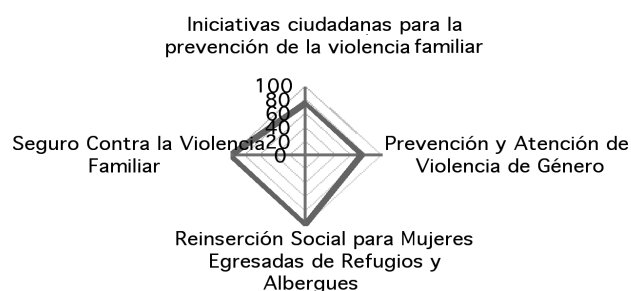 Iniciativas ciudadanas para la
prevención de la violencia familiar
100
80
60
40
20
0
Seguro Contra la Violencia
Familiar
Prevención y Atención de
Violencia de Género
Reinserción Social para Mujeres
Egresadas de Refugios y
Albergues